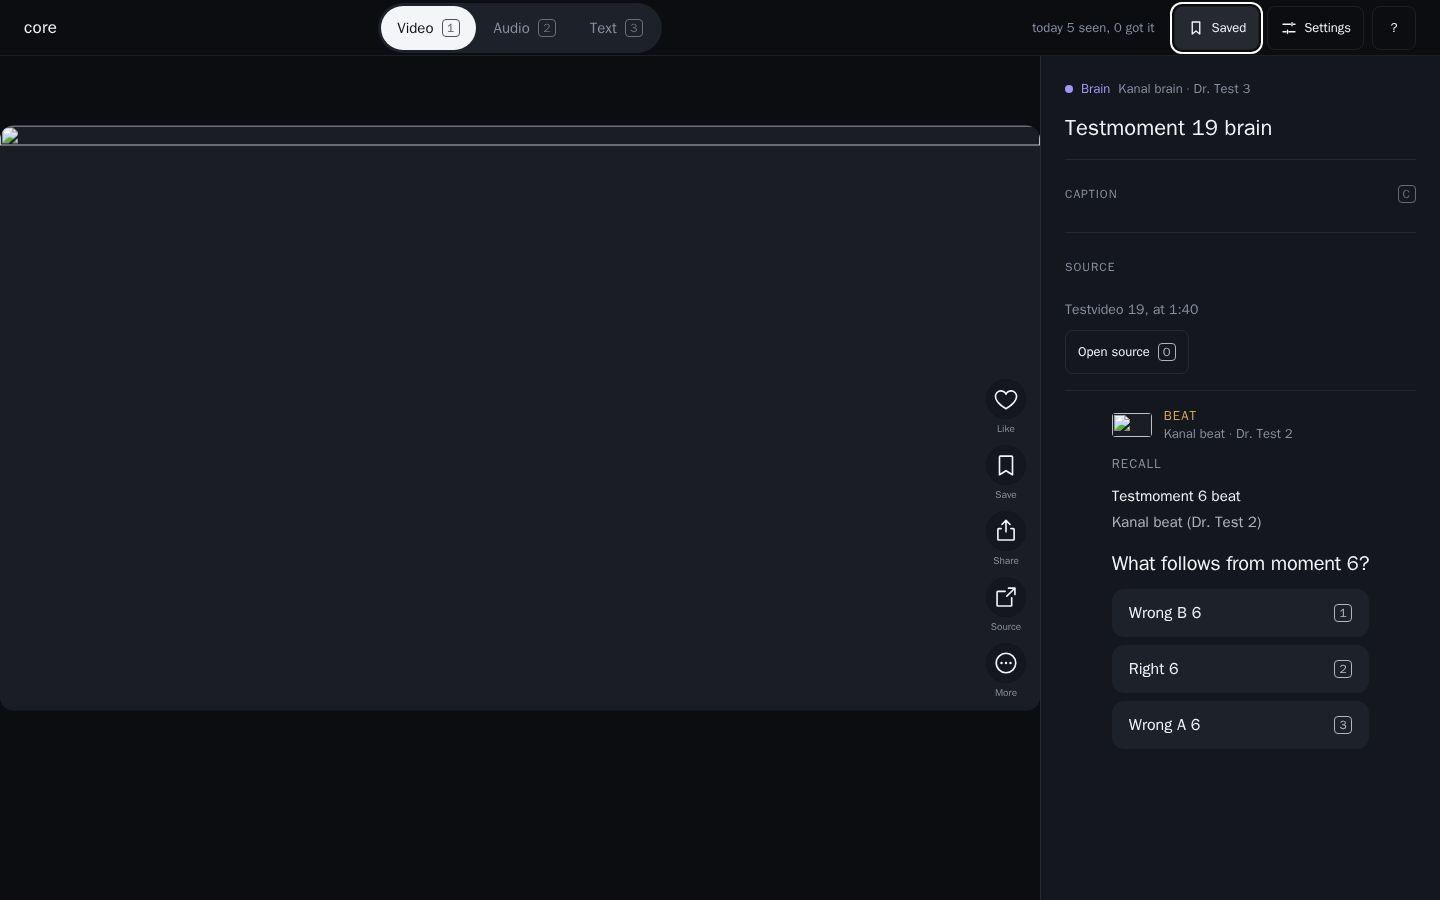 core
Video 1
Audio 2
Text 3
today 5 seen, 0 got it
Saved
Settings
?
Brain Kanal brain · Dr. Test 3
Testmoment 19 brain
CAPTION C
SOURCE
Testvideo 19, at 1:40
Open source O
Like
Save
Share
Source
More
BEAT
Kanal beat · Dr. Test 2
RECALL
Testmoment 6 beat
Kanal beat (Dr. Test 2)
What follows from moment 6?
Wrong B 6 1
Right 6 2
Wrong A 6 3